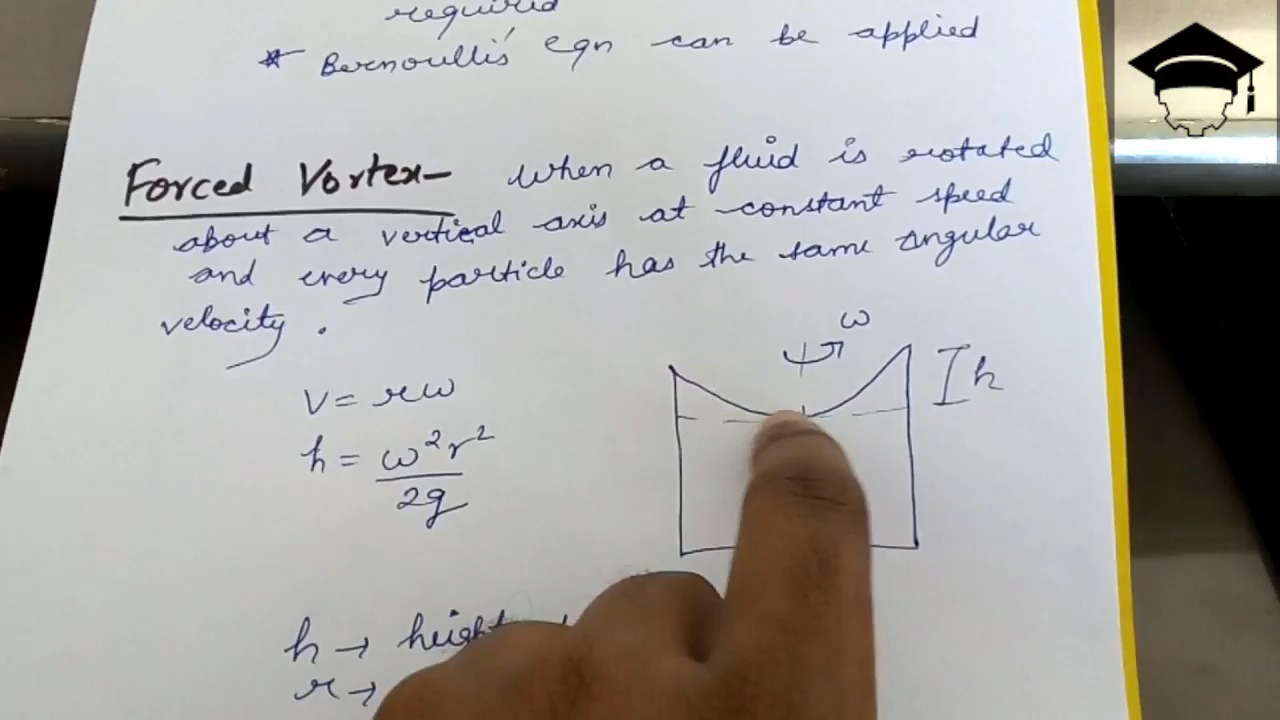 required
* Bernoulli's eqn can be applied
Forced Vortex- When a fluid is rotated
about a vertical axis at constant speed
and every particle has the same angular
velocity.
V = rω
h = ω²r²
2g
ω
h
h → height
r →